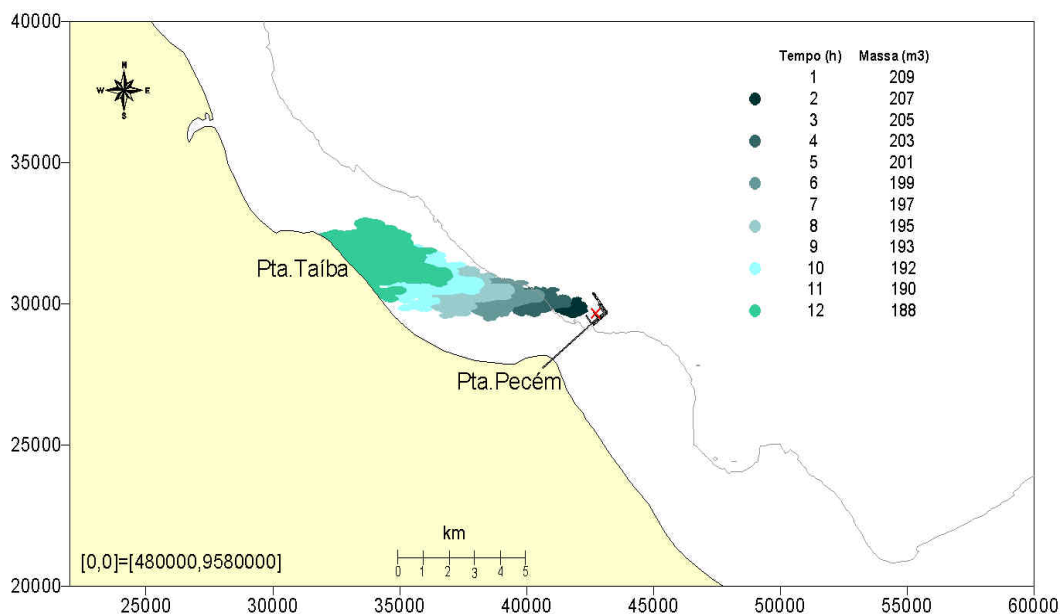 40000
35000
30000
25000
20000
N
W E
S
Tempo (h) Massa (m3)
1 209
2 207
3 205
4 203
5 201
6 199
7 197
8 195
9 193
10 192
11 190
12 188
Pta.Taíba
Pta.Pecém
km
0 1 2 3 4 5
[0,0]=[480000,9580000]
25000 30000 35000 40000 45000 50000 55000 60000